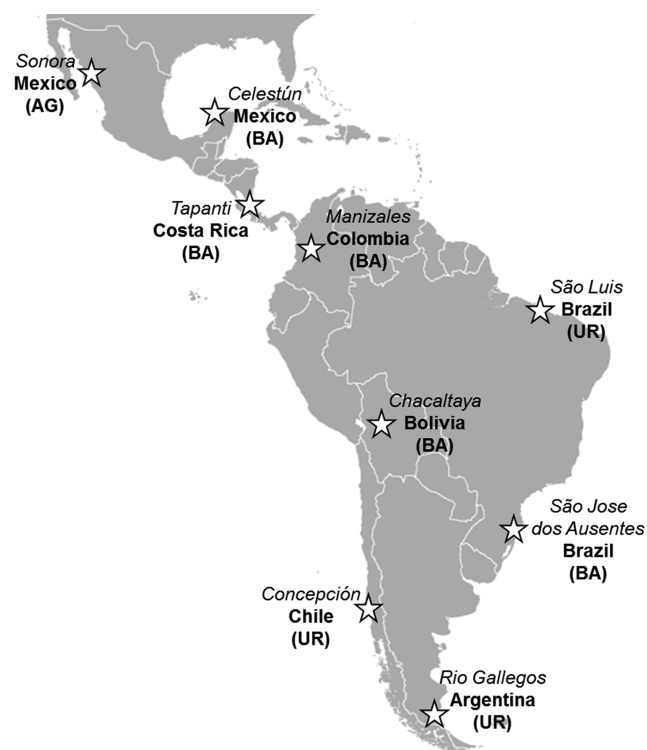 Sonora
Mexico
(AG)
Celestún
Mexico
(BA)
Tapanti
Costa Rica
(BA)
Manizales
Colombia
(BA)
São Luis
Brazil
(UR)
Chacaltaya
Bolivia
(BA)
São Jose
dos Ausentes
Brazil
(BA)
Concepción
Chile
(UR)
Rio Gallegos
Argentina
(UR)